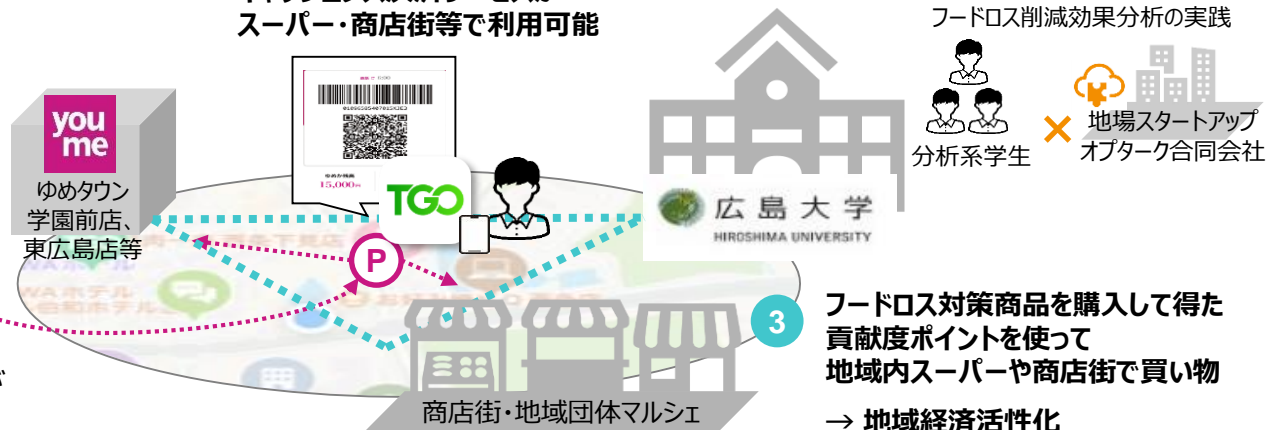 スーパー・商店街等で利用可能
フードロス削減効果分析の実践
you
me
ゆめタウン
学園前店、
東広島店等
15,000
TGO
P
広島大学
HIROSHIMA UNIVERSITY
分析系学生
×
地場スタートアップ
オプターク合同会社
3
フードロス対策商品を購入して得た
貢献度ポイントを使って
地域内スーパーや商店街で買い物
→ 地域経済活性化
商店街・地域団体マルシェ